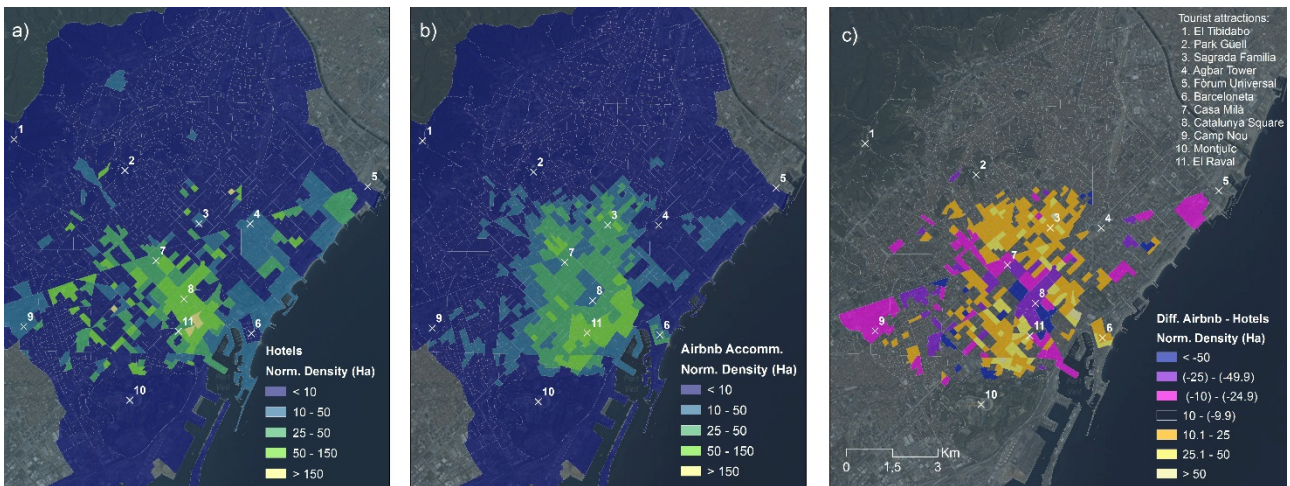 a)
1
2
3
4
5
6
7
8
9
10
11
Hotels
Norm. Density (Ha)
< 10
10 - 50
25 - 50
50 - 150
> 150
b)
1
2
3
4
5
6
7
8
9
10
11
Airbnb Accomm.
Norm. Density (Ha)
< 10
10 - 50
25 - 50
50 - 150
> 150
c)
Tourist attractions:
1. El Tibidabo
2. Park Güell
3. Sagrada Familia
4. Agbar Tower
5. Fòrum Universal
6. Barceloneta
7. Casa Milà
8. Catalunya Square
9. Camp Nou
10. Montjuïc
11. El Raval
1
2
3
4
5
6
7
8
9
10
11
0 1,5 3 Km
Diff. Airbnb - Hotels
Norm. Density (Ha)
< -50
(-25) - (-49.9)
(-10) - (-24.9)
10 - (-9.9)
10.1 - 25
25.1 - 50
> 50